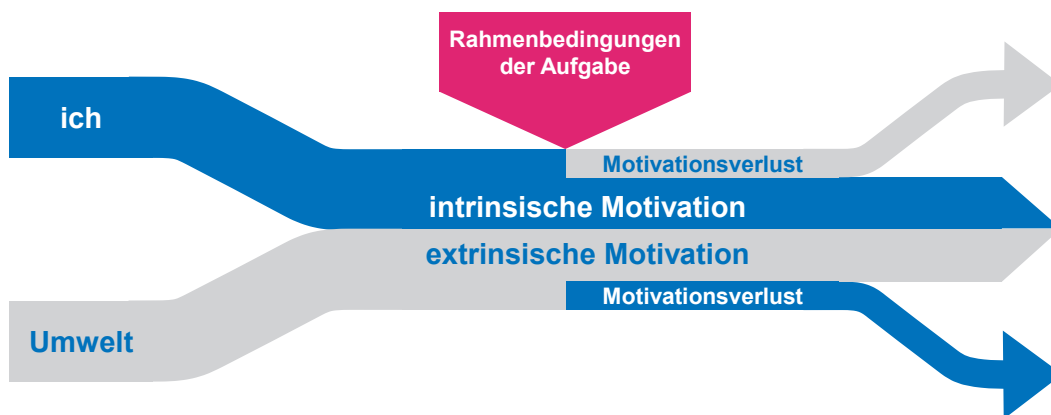 Rahmenbedingungen
der Aufgabe
ich
Motivationsverlust
intrinsische Motivation
extrinsische Motivation
Motivationsverlust
Umwelt